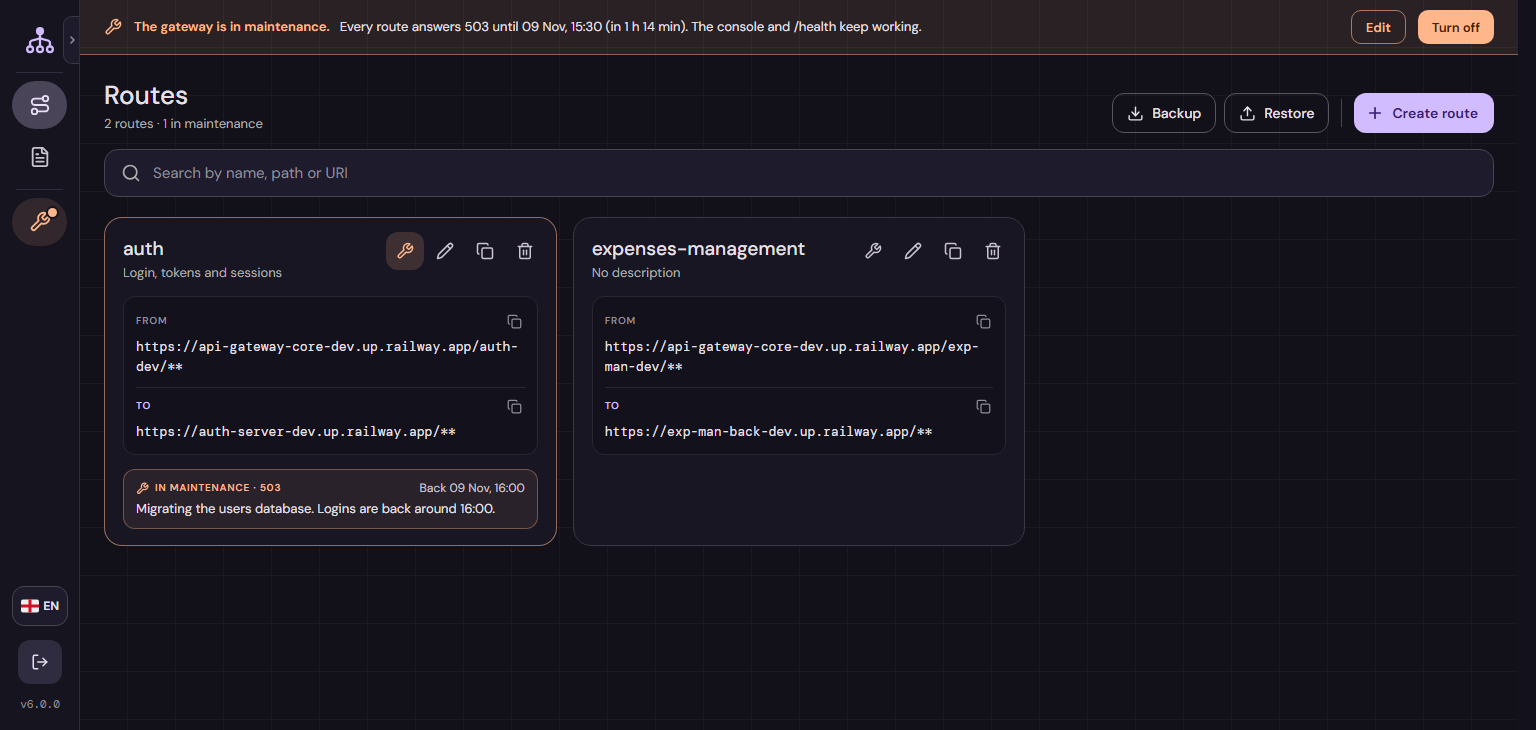 The gateway is in maintenance. Every route answers 503 until 09 Nov, 15:30 (in 1 h 14 min). The console and /health keep working.
Edit
Turn off
Routes
2 routes · 1 in maintenance
Backup
Restore
Create route
Search by name, path or URI
auth
Login, tokens and sessions
FROM
https://api-gateway-core-dev.up.railway.app/auth-
dev/**
TO
https://auth-server-dev.up.railway.app/**
IN MAINTENANCE · 503
Back 09 Nov, 16:00
Migrating the users database. Logins are back around 16:00.
expenses-management
No description
FROM
https://api-gateway-core-dev.up.railway.app/exp-
man-dev/**
TO
https://exp-man-back-dev.up.railway.app/**
EN
v6.0.0